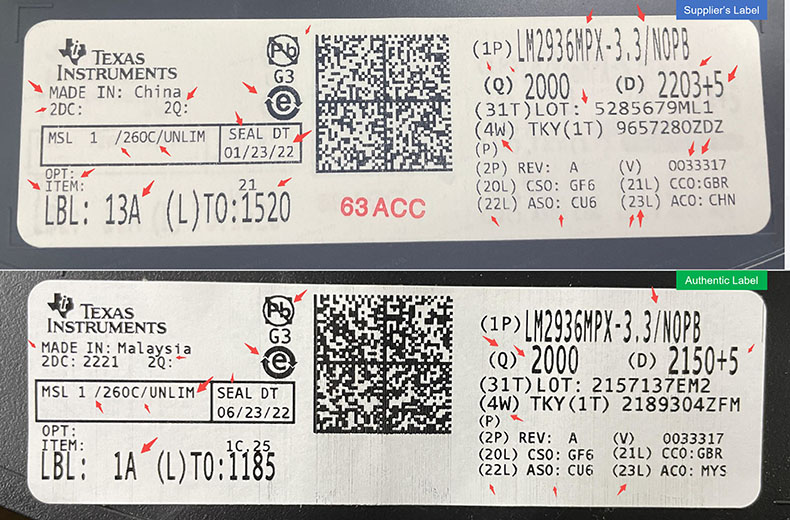 Supplier's Label
TEXAS
INSTRUMENTS
MADE IN: China
2DC: 2Q:
MSL 1 /260C/UNLIM
SEAL DT
01/23/22
OPT:
ITEM:
LBL: 13A (L)TO:1520
21
Pb
G3
e
63ACC
(1P) LM2936MPX-3.3/NOPB
(Q) 2000 (D) 2203+5
(31T)LOT: 5285679ML1
(4W) TKY(1T) 9657280ZDZ
(P)
(2P) REV: A (V) 0033317
(20L) CSO: GF6 (21L) CCO:GBR
(22L) ASO: CU6 (23L) ACO: CHN
Authentic Label
TEXAS
INSTRUMENTS
MADE IN: Malaysia
2DC: 2221 2Q:
MSL 1 /260C/UNLIM
SEAL DT
06/23/22
OPT:
ITEM:
LBL: 1A (L)TO:1185
1C,25
Pb
G3
e
(1P) LM2936MPX-3.3/NOPB
(Q) 2000 (D) 2150+5
(31T)LOT: 2157137EM2
(4W) TKY(1T) 2189304ZFM
(P)
(2P) REV: A (V) 0033317
(20L) CSO: GF6 (21L) CCO:GBR
(22L) ASO: CU6 (23L) ACO: MYS